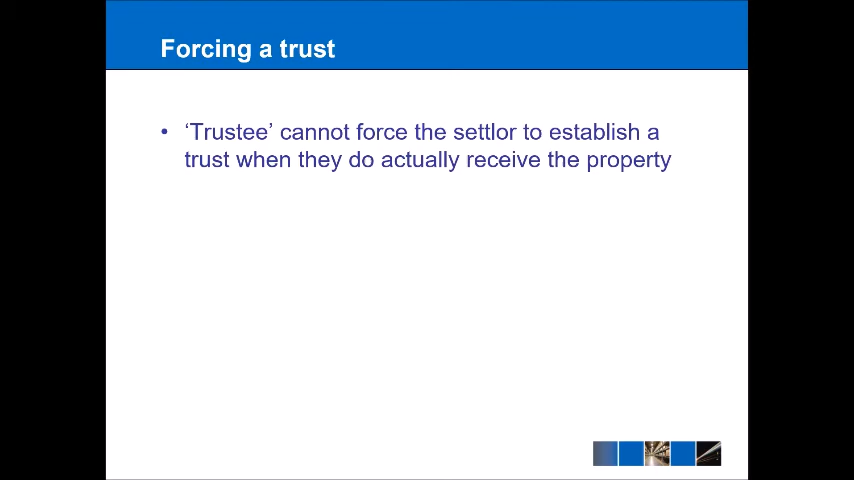 Forcing a trust
• ‘Trustee’ cannot force the settlor to establish a
trust when they do actually receive the property